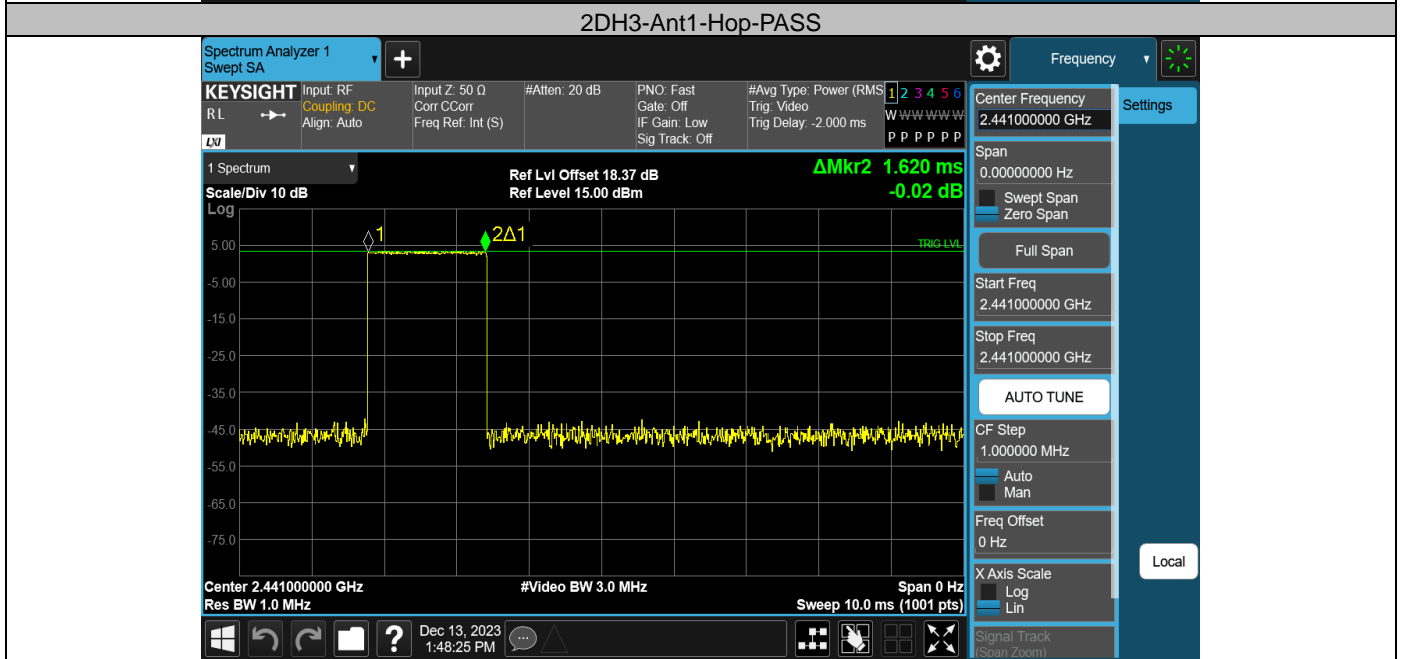 2DH3-Ant1-Hop-PASS
Spectrum Analyzer 1
Swept SA
+
Frequency
KEYSIGHT
R L
LXI
Input: RF
Coupling: DC
Align: Auto
Input Z: 50 Ω
Corr CCorr
Freq Ref: Int (S)
#Atten: 20 dB
PNO: Fast
Gate: Off
IF Gain: Low
Sig Track: Off
#Avg Type: Power (RMS
Trig: Video
Trig Delay: -2.000 ms
1 2 3 4 5 6
W W W W W W
P P P P P P
Center Frequency
2.441000000 GHz
Settings
Span
0.00000000 Hz
Swept Span
Zero Span
Full Span
Start Freq
2.441000000 GHz
Stop Freq
2.441000000 GHz
AUTO TUNE
CF Step
1.000000 MHz
Auto
Man
Freq Offset
0 Hz
X Axis Scale
Log
Lin
Signal Track
(Span Zoom)
Local
1 Spectrum
Scale/Div 10 dB
Log
Ref Lvl Offset 18.37 dB
Ref Level 15.00 dBm
ΔMkr2 1.620 ms
-0.02 dB
1
2Δ1
TRIG LVL
5.00
-5.00
-15.0
-25.0
-35.0
-45.0
-55.0
-65.0
-75.0
Center 2.441000000 GHz
#Video BW 3.0 MHz
Span 0 Hz
Res BW 1.0 MHz
Sweep 10.0 ms (1001 pts)
?
Dec 13, 2023
1:48:25 PM